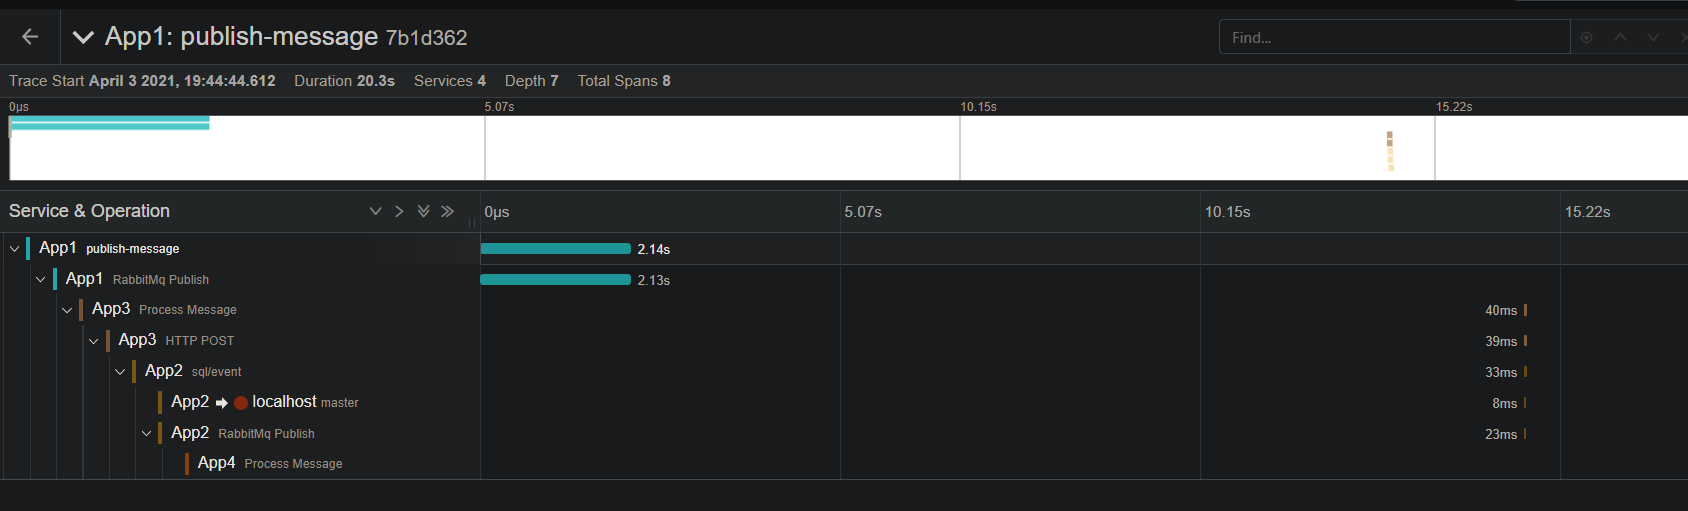 App1: publish-message 7b1d362
Find...
Trace Start April 3 2021, 19:44:44.612 Duration 20.3s Services 4 Depth 7 Total Spans 8
0μs 5.07s 10.15s 15.22s
Service & Operation 0μs 5.07s 10.15s 15.22s
App1 publish-message 2.14s
App1 RabbitMq Publish 2.13s
App3 Process Message 40ms
App3 HTTP POST 39ms
App2 sql/event 33ms
App2 localhost master 8ms
App2 RabbitMq Publish 23ms
App4 Process Message